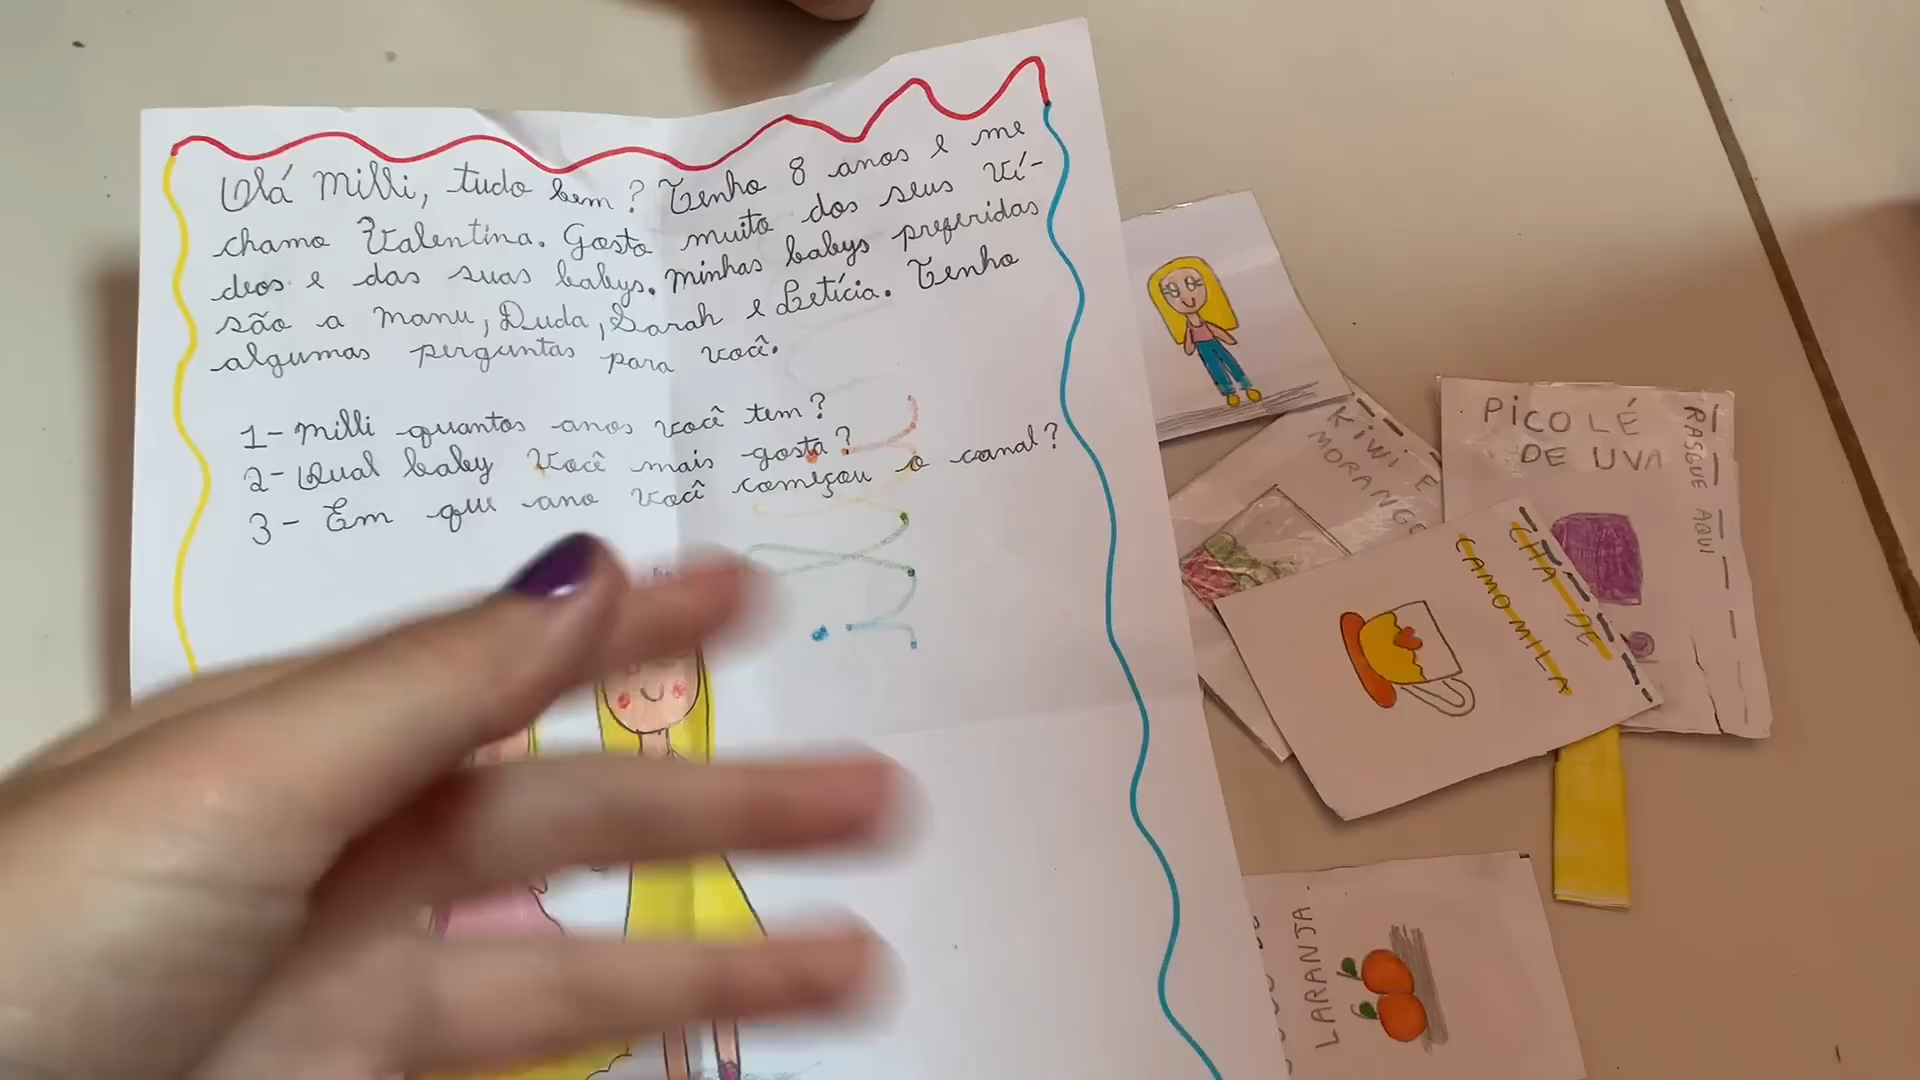 Olá Milli, tudo bem? Tenho 8 anos e me
chamo Valentina. Gosto muito dos seus ví-
deos e das suas babys. Minhas babys preferidas
são a Manu, Duda, Sarah e Letícia. Tenho
algumas perguntas para você.
1- Milli quantos anos você tem?
2- Qual baby você mais gosta?
3- Em que ano você começou o canal?
KIWI E
MORANGO
PICOLÉ
DE UVA
RASGUE AQUI
CHÁ DE
CAMOMILA
LARANJA